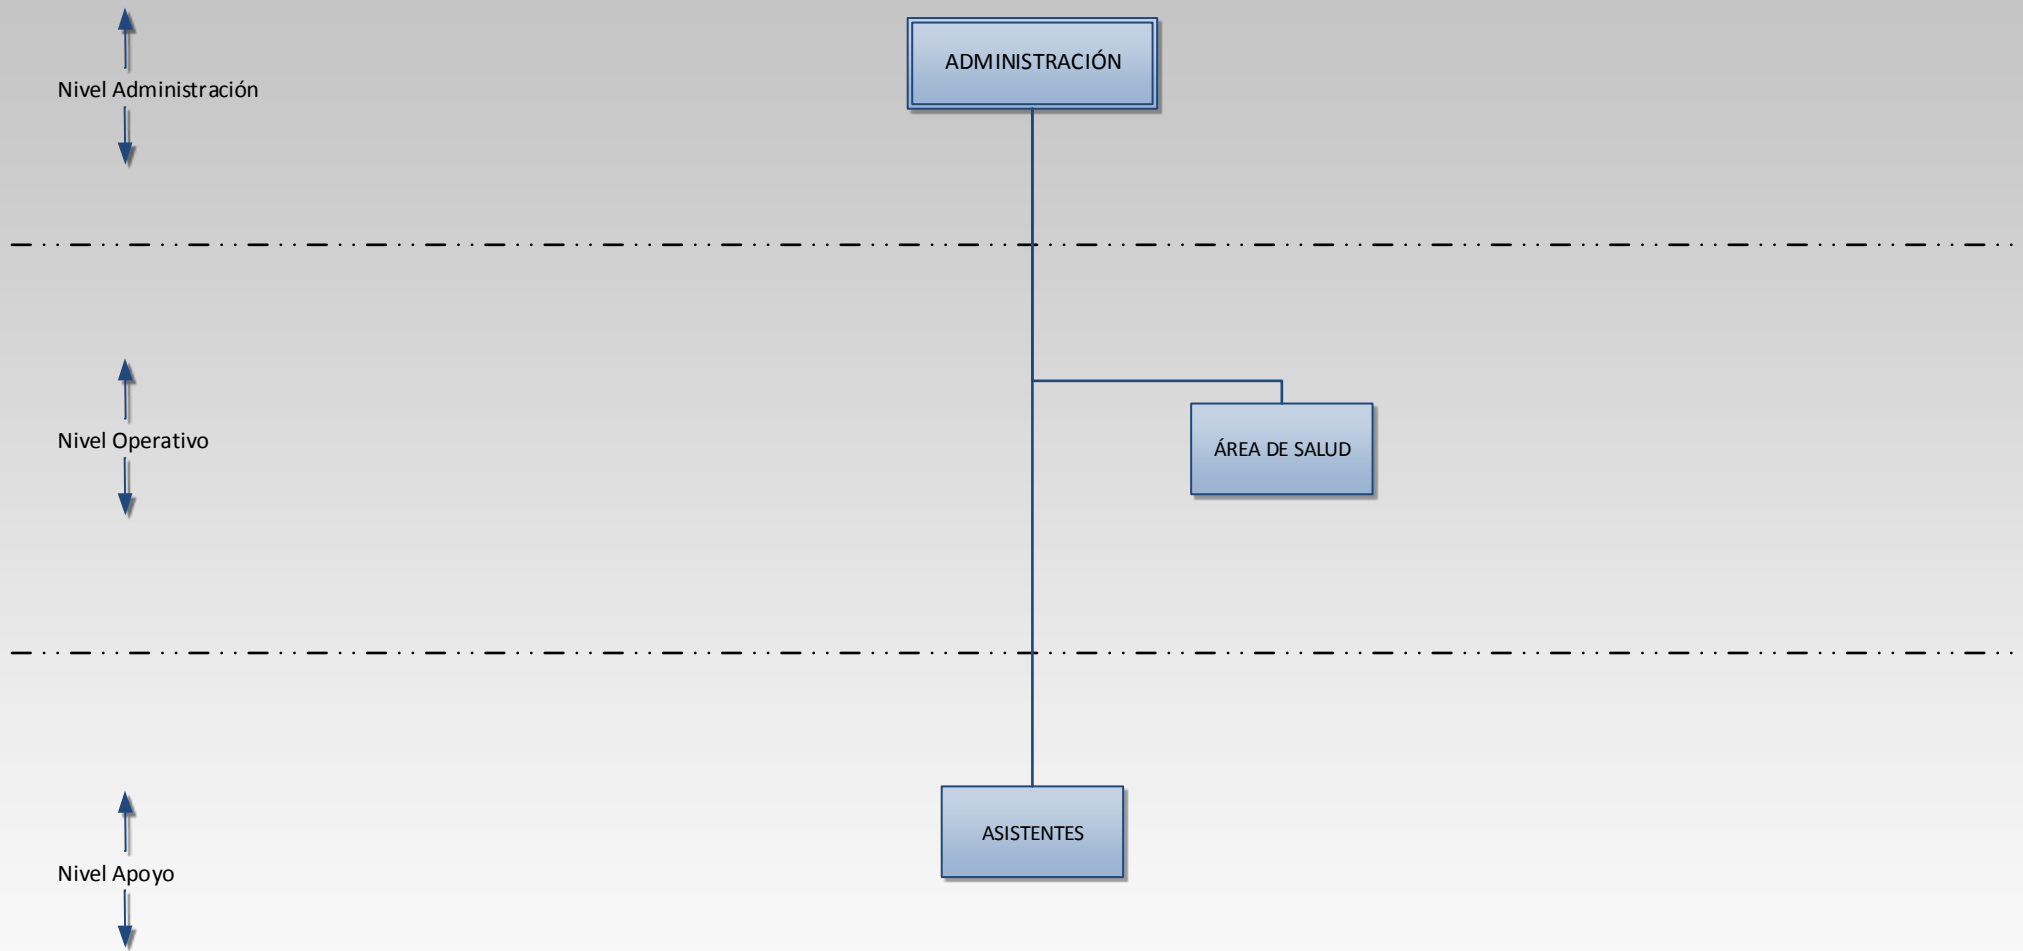 ADMINISTRACIÓN
Nivel Administración
Nivel Operativo
ÁREA DE SALUD
ASISTENTES
Nivel Apoyo